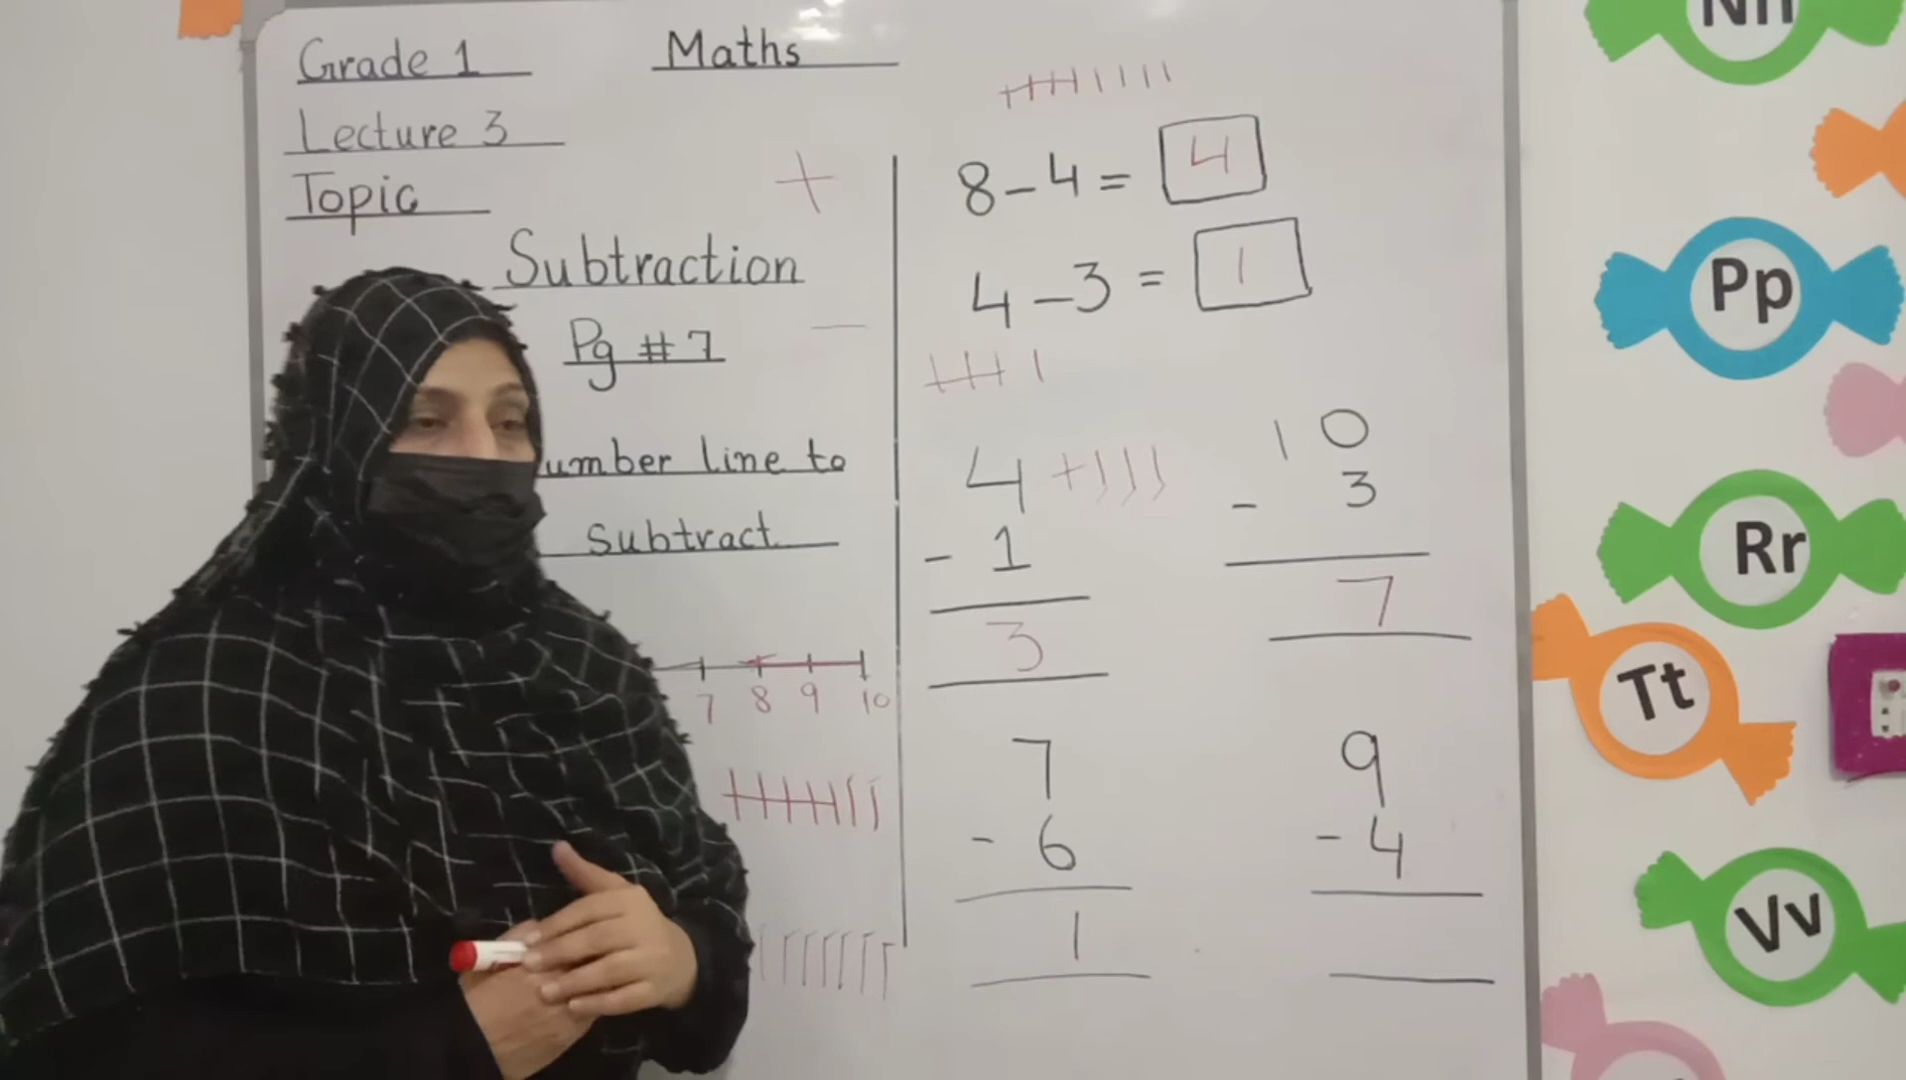 Grade 1
Maths
Lecture 3
Topic
+
Subtraction
Pg # 7
—
umber line to
Subtract
7 8 9 10
8 - 4 = 4
4 - 3 = 1
4
- 1
3
10
- 3
7
7
- 6
1
9
- 4
Nn
Pp
Rr
Tt
Vv